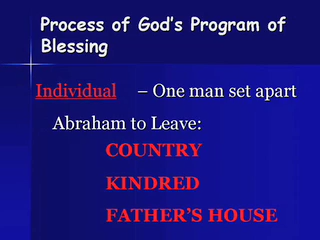 Process of God's Program of
Blessing
Individual – One man set apart
Abraham to Leave:
COUNTRY
KINDRED
FATHER'S HOUSE